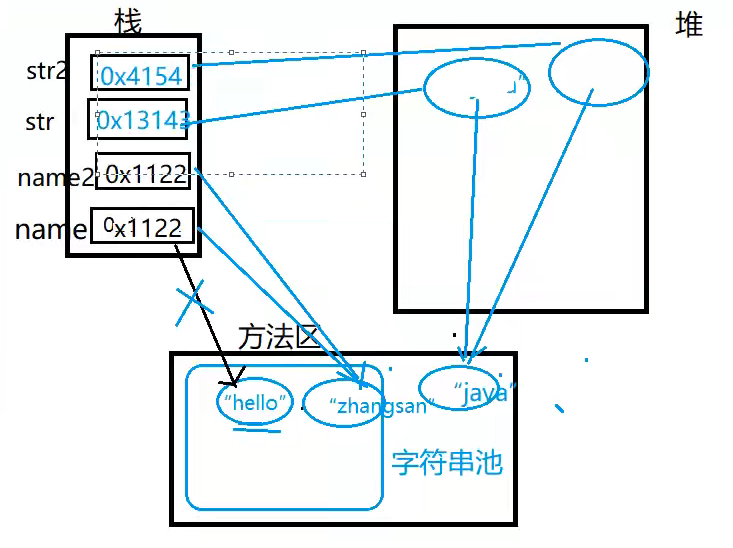 栈
堆
str2
0x4154
str
0x13143
name2
0x1122
name
0x1122
方法区
“hello”
“zhangsan”
“java”
字符串池